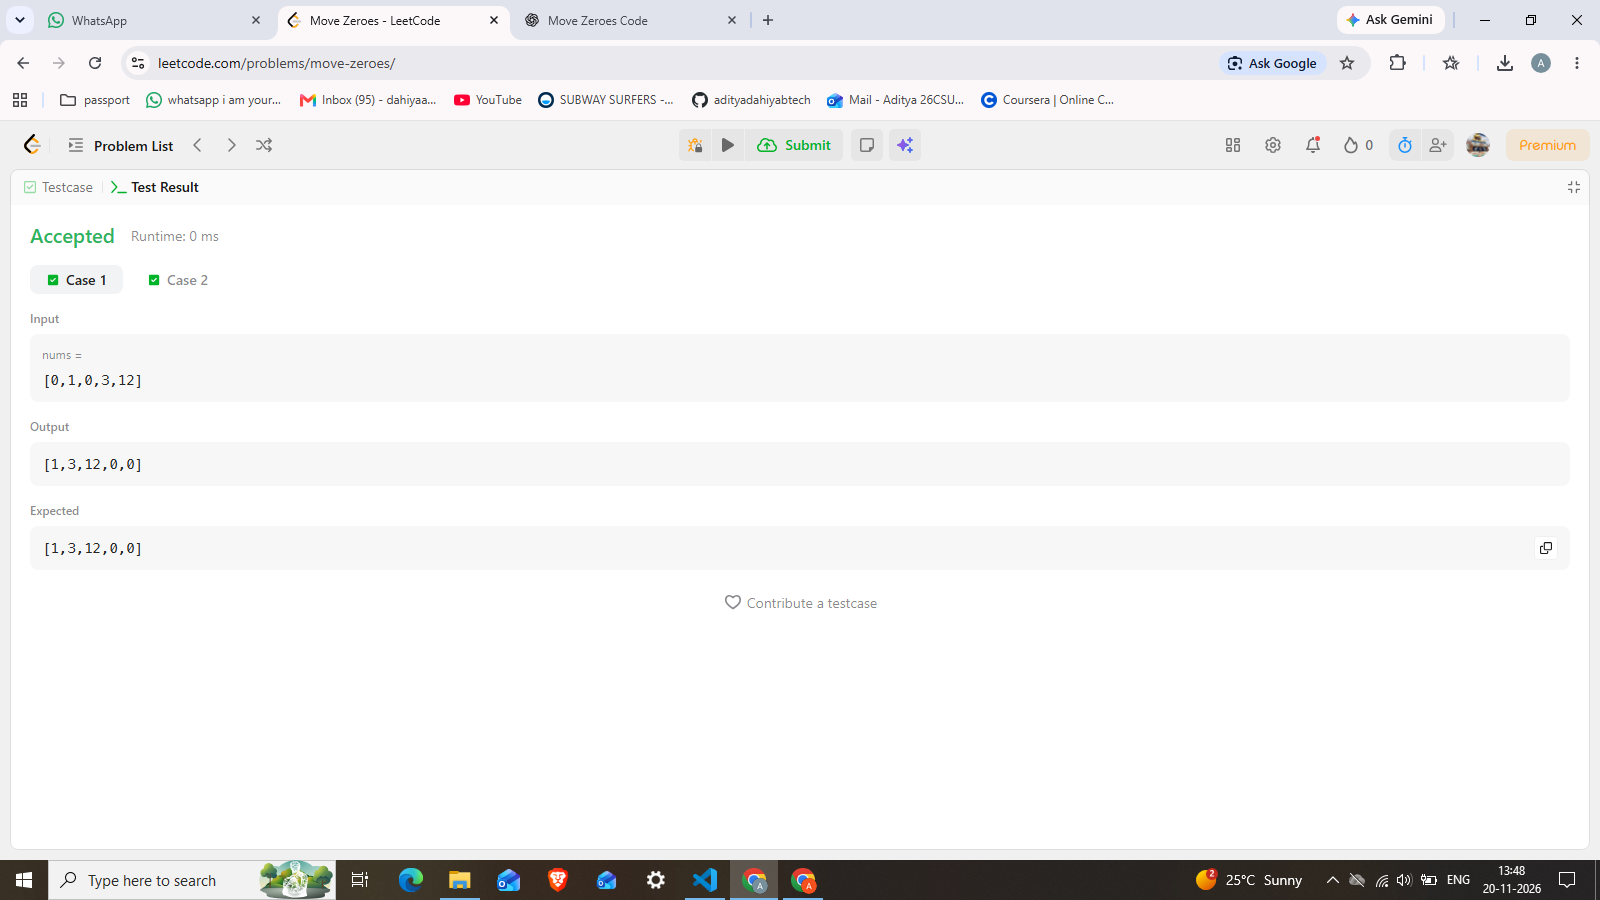 WhatsApp
Move Zeroes - LeetCode
Move Zeroes Code
Ask Gemini
leetcode.com/problems/move-zeroes/
Ask Google
A
passport
whatsapp i am your...
Inbox (95) - dahiyaa...
YouTube
SUBWAY SURFERS -...
adityadahiyabtech
Mail - Aditya 26CSU...
Coursera | Online C...
Problem List
Submit
0
Premium
Testcase
Test Result
Accepted
Runtime: 0 ms
Case 1
Case 2
Input
nums =
[0,1,0,3,12]
Output
[1,3,12,0,0]
Expected
[1,3,12,0,0]
Contribute a testcase
Type here to search
A
A
2
25°C Sunny
ENG
13:48
20-11-2026